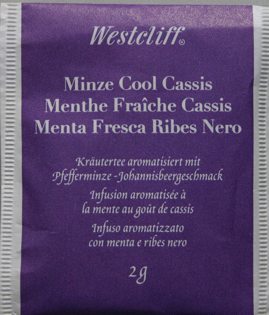 Westcliff®
Minze Cool Cassis
Menthe Fraîche Cassis
Menta Fresca Ribes Nero
Kräutertee aromatisiert mit
Pfefferminze -Johannisbeergeschmack
Infusion aromatisée à
la mente au goût de cassis
Infuso aromatizzato
con menta e ribes nero
2g